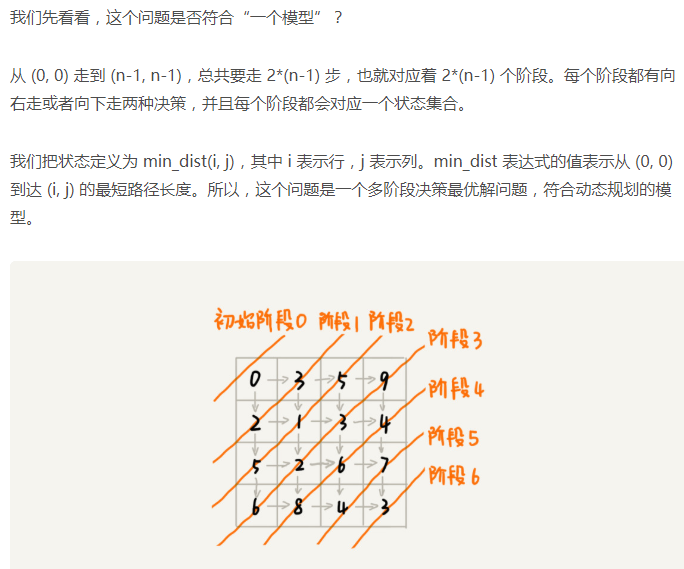 我们先看看，这个问题是否符合“一个模型”？
从 (0, 0) 走到 (n-1, n-1)，总共要走 2*(n-1) 步，也就对应着 2*(n-1) 个阶段。每个阶段都有向
右走或者向下走两种决策，并且每个阶段都会对应一个状态集合。
我们把状态定义为 min_dist(i, j)，其中 i 表示行，j 表示列。min_dist 表达式的值表示从 (0, 0)
到达 (i, j) 的最短路径长度。所以，这个问题是一个多阶段决策最优解问题，符合动态规划的模
型。
初始阶段0 阶段1 阶段2
阶段3
0 3 5 9
阶段4
2 1 3 4
阶段5
5 2 6 7
阶段6
6 8 4 3